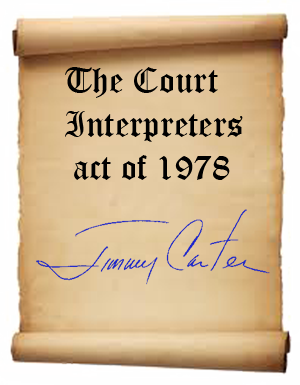 The Court
Interpreters
act of 1978
Jimmy Carter